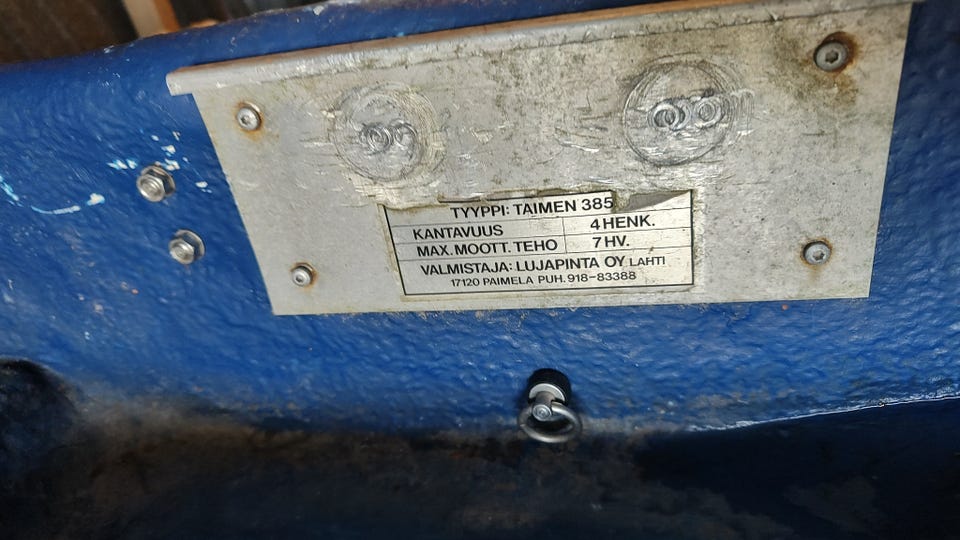 TYYPPI: TAIMEN 385
KANTAVUUS 4 HENK.
MAX. MOOTT. TEHO 7 HV.
VALMISTAJA: LUJAPINTA OY LAHTI
17120 PAIMELA PUH. 918-83388